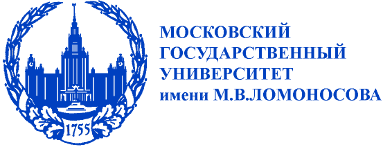 МОСКОВСКИЙ
ГОСУДАРСТВЕННЫЙ
УНИВЕРСИТЕТ
имени М.В.ЛОМОНОСОВА
1755